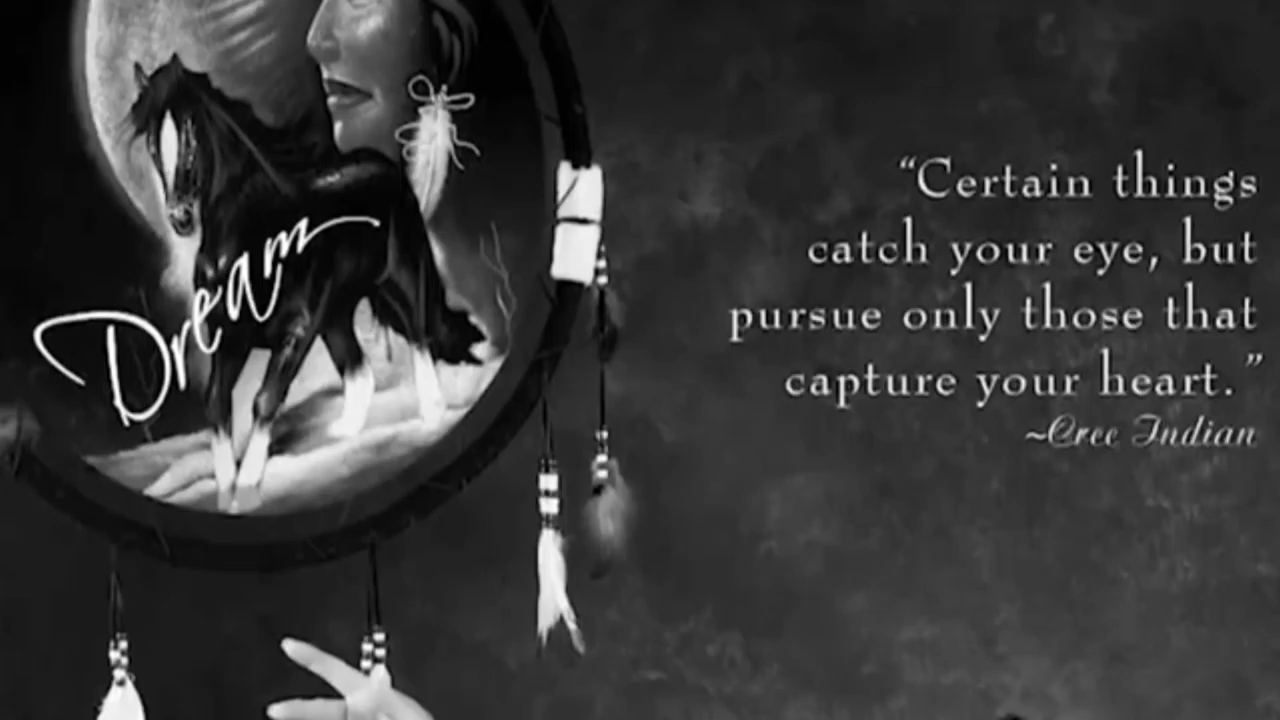 Dream
“Certain things
catch your eye, but
pursue only those that
capture your heart.”
~Cree Indian